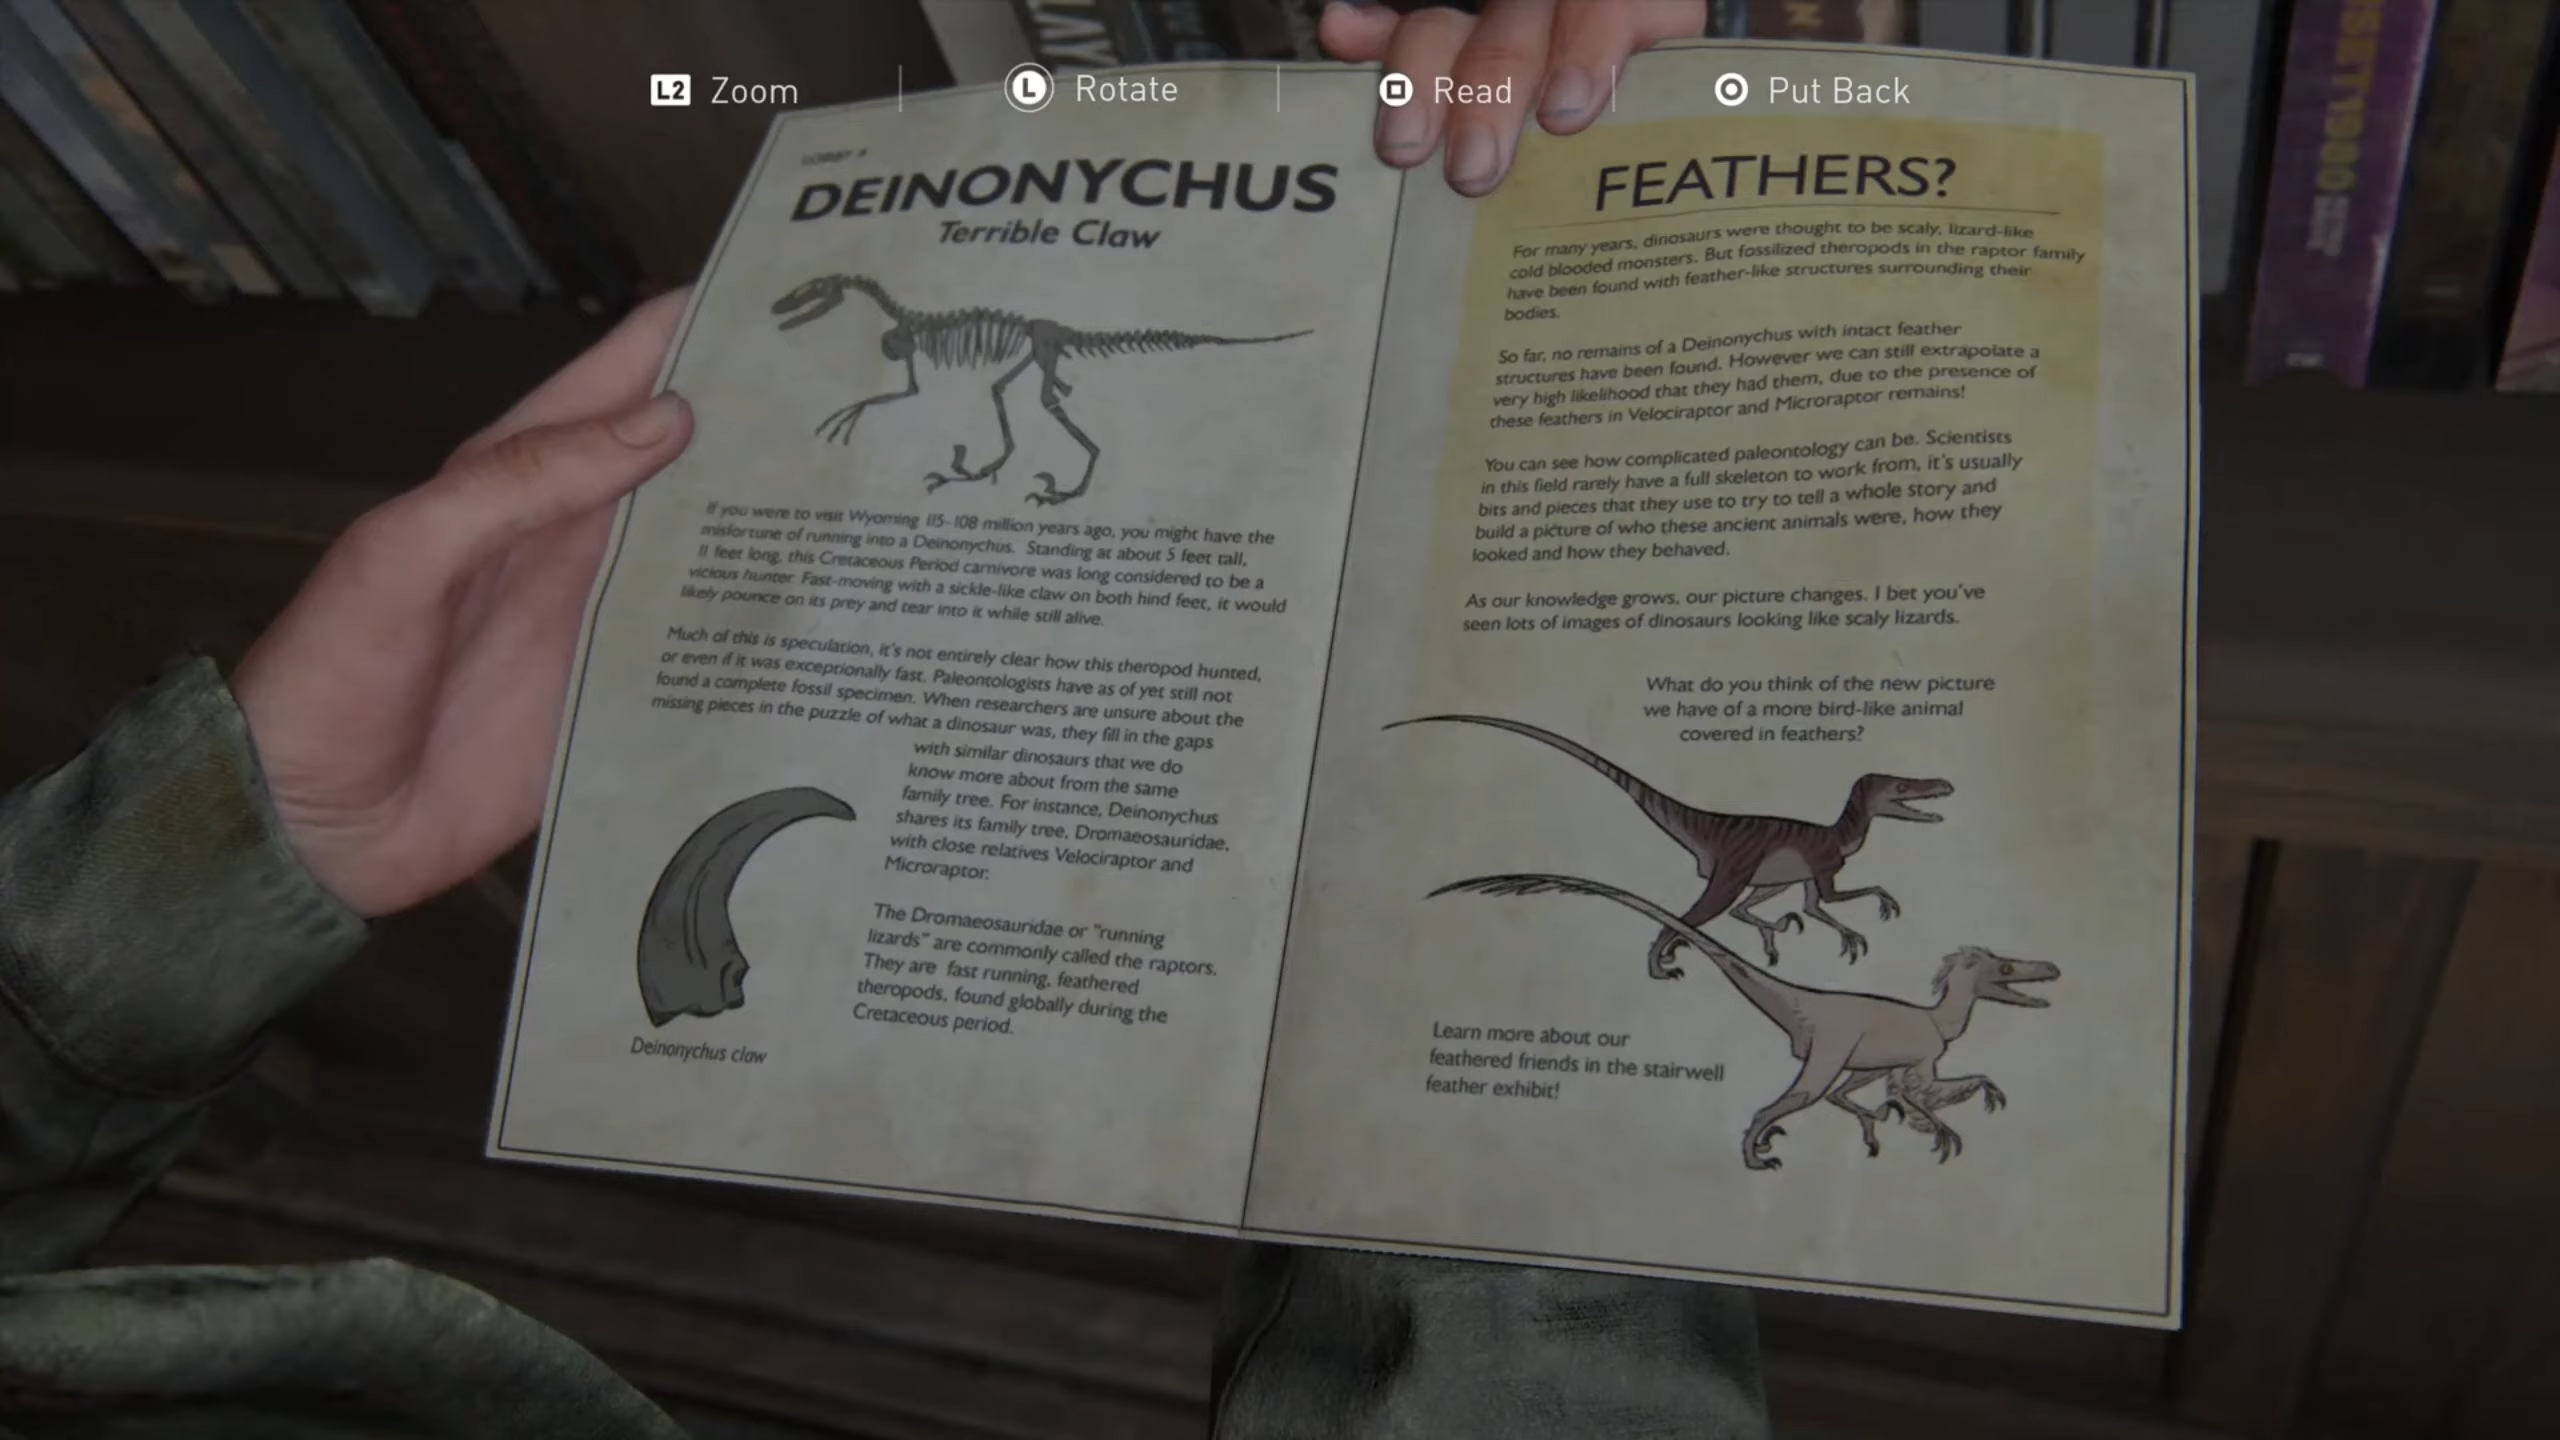 L2 Zoom
L Rotate
Read
Put Back
DEINONYCHUS
Terrible Claw
If you were to visit Wyoming 115-108 million years ago, you might have the
misfortune of running into a Deinonychus. Standing at about 5 feet tall,
11 feet long, this Cretaceous Period carnivore was long considered to be a
vicious hunter. Fast-moving with a sickle-like claw on both hind feet, it would
likely pounce on its prey and tear into it while still alive.
Much of this is speculation, it's not entirely clear how this theropod hunted,
or even if it was exceptionally fast. Paleontologists have as of yet still not
found a complete fossil specimen. When researchers are unsure about the
missing pieces in the puzzle of what a dinosaur was, they fill in the gaps
with similar dinosaurs that we do
know more about from the same
family tree. For instance, Deinonychus
shares its family tree, Dromaeosauridae,
with close relatives Velociraptor and
Microraptor.
The Dromaeosauridae or "running
lizards" are commonly called the raptors.
They are fast running, feathered
theropods, found globally during the
Cretaceous period.
Deinonychus claw
FEATHERS?
For many years, dinosaurs were thought to be scaly, lizard-like
cold blooded monsters. But fossilized theropods in the raptor family
have been found with feather-like structures surrounding their
bodies.
So far, no remains of a Deinonychus with intact feather
structures have been found. However we can still extrapolate a
very high likelihood that they had them, due to the presence of
these feathers in Velociraptor and Microraptor remains!
You can see how complicated paleontology can be. Scientists
in this field rarely have a full skeleton to work from, it's usually
bits and pieces that they use to try to tell a whole story and
build a picture of who these ancient animals were, how they
looked and how they behaved.
As our knowledge grows, our picture changes. I bet you've
seen lots of images of dinosaurs looking like scaly lizards.
What do you think of the new picture
we have of a more bird-like animal
covered in feathers?
Learn more about our
feathered friends in the stairwell
feather exhibit!